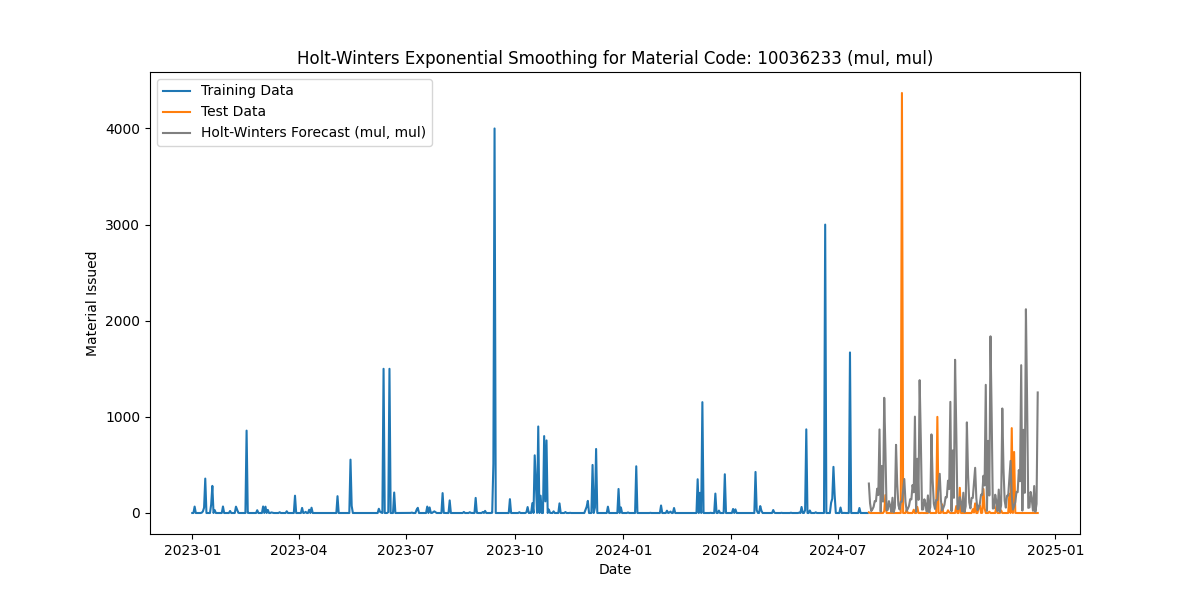 Holt-Winters Exponential Smoothing for Material Code: 10036233 (mul, mul)
Training Data
Test Data
Holt-Winters Forecast (mul, mul)
Material Issued
4000
3000
2000
1000
0
2023-01 2023-04 2023-07 2023-10 2024-01 2024-04 2024-07 2024-10 2025-01
Date